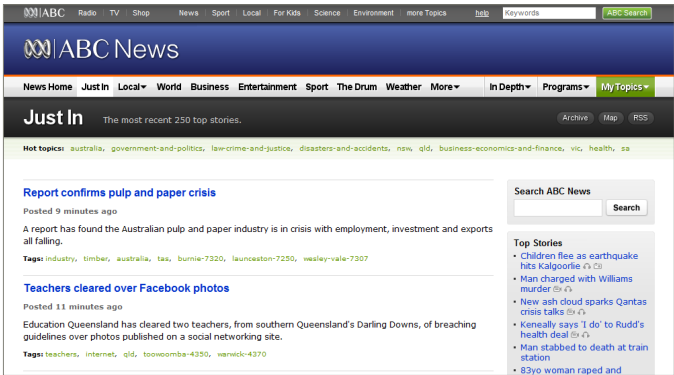 ABC Radio TV Shop News Sport Local For Kids Science Environment more Topics help Keywords ABC Search
ABC News
News Home Just In Local World Business Entertainment Sport The Drum Weather More In Depth Programs My Topics
Just In The most recent 250 top stories. Archive Map RSS
Hot topics: australia, government-and-politics, law-crime-and-justice, disasters-and-accidents, nsw, qld, business-economics-and-finance, vic, health, sa
Report confirms pulp and paper crisis
Posted 9 minutes ago
A report has found the Australian pulp and paper industry is in crisis with employment, investment and exports
all falling.
Tags: industry, timber, australia, tas, burnie-7320, launceston-7250, wesley-vale-7307
Teachers cleared over Facebook photos
Posted 11 minutes ago
Education Queensland has cleared two teachers, from southern Queensland's Darling Downs, of breaching
guidelines over photos published on a social networking site.
Tags: teachers, internet, qld, toowoomba-4350, warwick-4370
Search ABC News
Search
Top Stories
• Children flee as earthquake
hits Kalgoorlie
• Man charged with Williams
murder
• New ash cloud sparks Qantas
crisis talks
• Keneally says 'I do' to Rudd's
health deal
• Man stabbed to death at train
station
• 83yo woman raped and